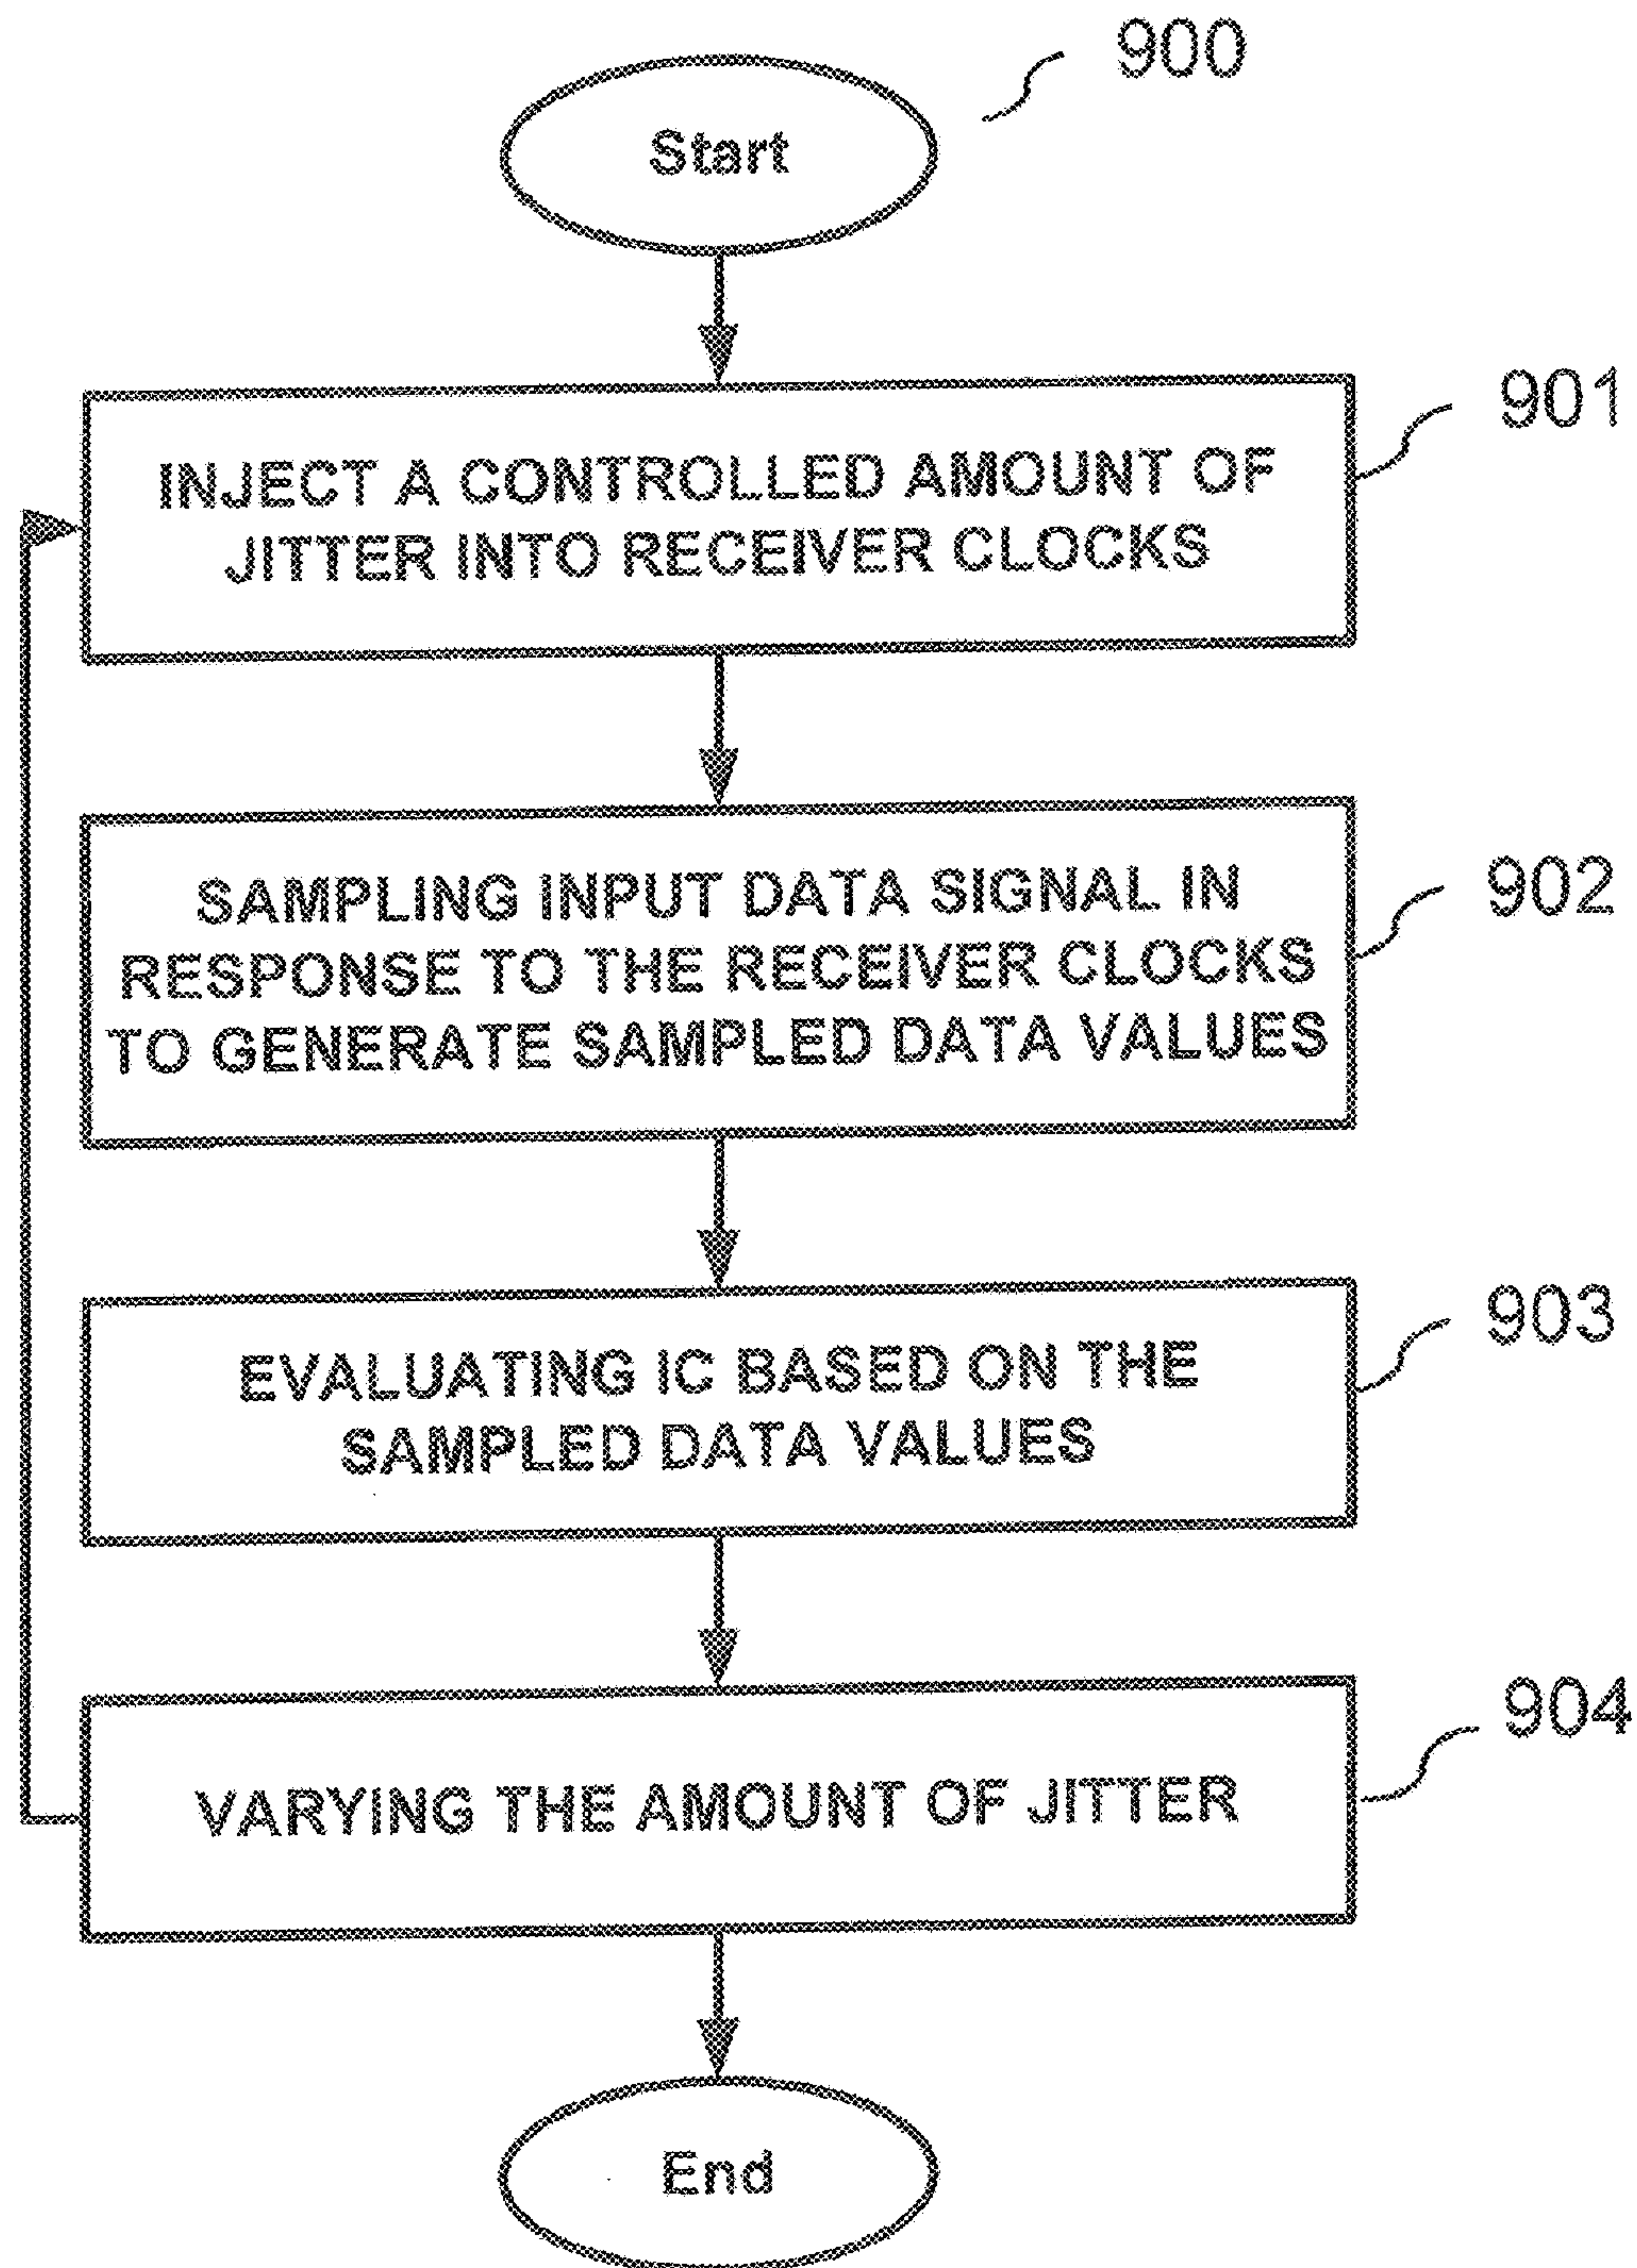 900
Start
901
INJECT A CONTROLLED AMOUNT OF
JITTER INTO RECEIVER CLOCKS
902
SAMPLING INPUT DATA SIGNAL IN
RESPONSE TO THE RECEIVER CLOCKS
TO GENERATE SAMPLED DATA VALUES
903
EVALUATING IC BASED ON THE
SAMPLED DATA VALUES
904
VARYING THE AMOUNT OF JITTER
End